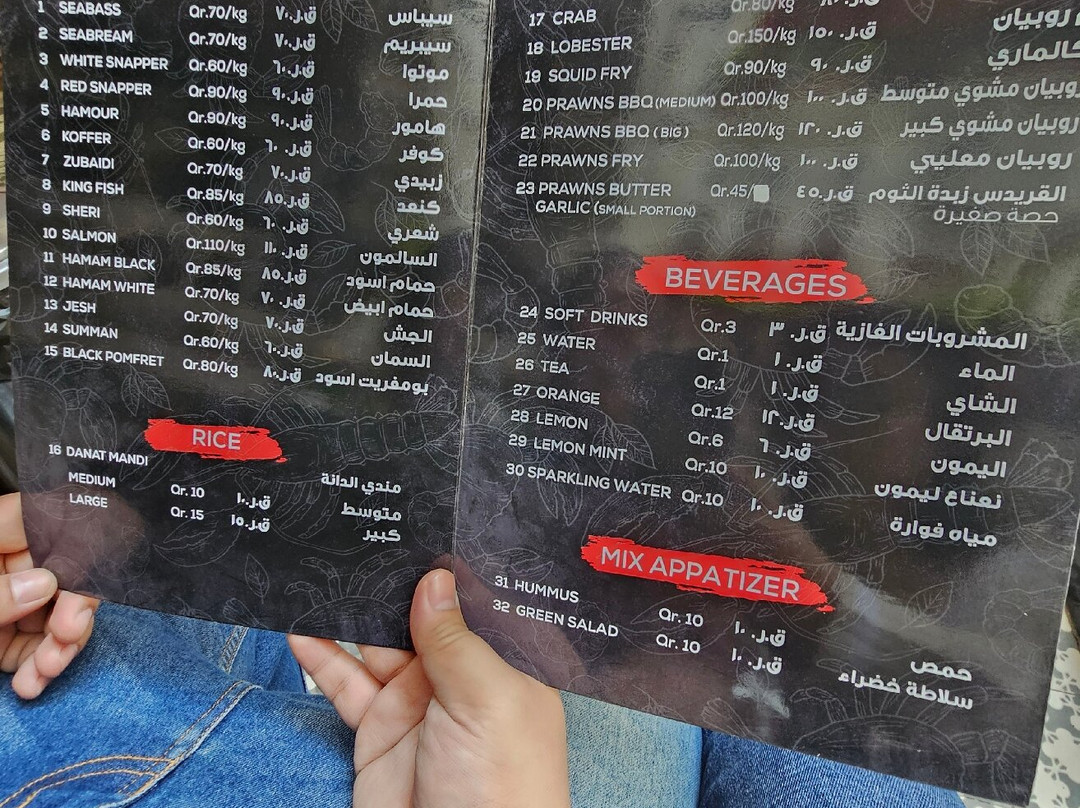 1 SEABASS Qr.70/kg ق.ر.٧٠ سيباس
2 SEABREAM Qr.70/kg ق.ر.٧٠ سيبريم
3 WHITE SNAPPER Qr.60/kg ق.ر.٦٠ موتوا
4 RED SNAPPER Qr.90/kg ق.ر.٩٠ حمرا
5 HAMOUR Qr.90/kg ق.ر.٩٠ هامور
6 KOFFER Qr.60/kg ق.ر.٦٠ كوفر
7 ZUBAIDI Qr.70/kg ق.ر.٧٠ زبيدي
8 KING FISH Qr.85/kg ق.ر.٨٥ كنعد
9 SHERI Qr.60/kg ق.ر.٦٠ شعري
10 SALMON Qr.110/kg ق.ر.١١٠ السالمون
11 HAMAM BLACK Qr.85/kg ق.ر.٨٥ حمام اسود
12 HAMAM WHITE Qr.70/kg ق.ر.٧٠ حمام ابيض
13 JESH Qr.70/kg ق.ر.٧٠ الجش
14 SUMMAN Qr.60/kg ق.ر.٦٠ السمان
15 BLACK POMFRET Qr.80/kg ق.ر.٨٠ بومفريت اسود
RICE
16 DANAT MANDI مندي الدانة
MEDIUM Qr. 10 ق.ر.١٠ متوسط
LARGE Qr. 15 ق.ر.١٥ كبير
17 CRAB Qr.80/kg
18 LOBESTER Qr.150/kg ق.ر. ١٥٠ روبيان
19 SQUID FRY Qr.90/kg ق.ر. ٩٠ كالماري
20 PRAWNS BBQ (MEDIUM) Qr.100/kg ق.ر. ١٠٠ روبيان مشوي متوسط
21 PRAWNS BBQ (BIG) Qr.120/kg ق.ر. ١٢٠ روبيان مشوي كبير
22 PRAWNS FRY Qr.100/kg ق.ر. ١٠٠ روبيان معليي
23 PRAWNS BUTTER Qr.45/ ق.ر.٤٥ القريدس زبدة الثوم
GARLIC (SMALL PORTION) حصة صغيرة
BEVERAGES
24 SOFT DRINKS Qr.3 ق.ر. ٣ المشروبات الغازية
25 WATER Qr.1 ق.ر. ١ الماء
26 TEA Qr.1 ق.ر. ١ الشاي
27 ORANGE Qr.12 ق.ر. ١٢ البرتقال
28 LEMON Qr.6 ق.ر. ٦ اليمون
29 LEMON MINT Qr.10 ق.ر. ١٠ نعناع ليمون
30 SPARKLING WATER Qr.10 ق.ر. ١٠ مياه فوارة
MIX APPATIZER
31 HUMMUS Qr. 10 ق.ر. ١٠ حمص
32 GREEN SALAD Qr. 10 ق.ر. ١٠ سلاطة خضراء